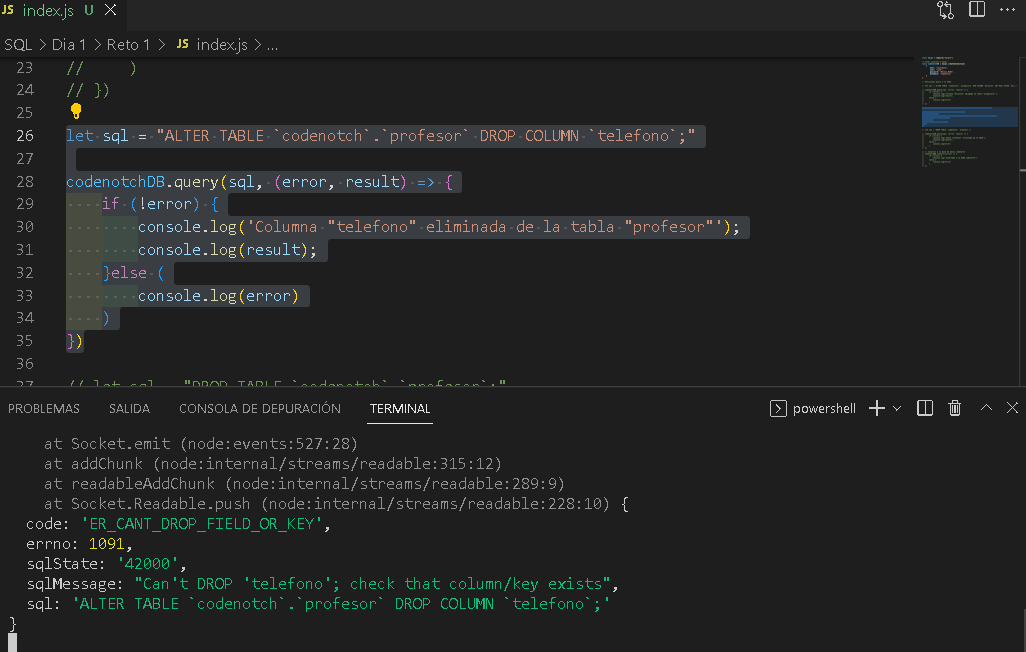 JS index.js U
SQL > Dia 1 > Reto 1 > JS index.js > ...
23 // )
24 // })
25
26 let sql = "ALTER TABLE `codenotch`.`profesor` DROP COLUMN `telefono`;"
27
28 codenotchDB.query(sql, (error, result) => {
29 if (!error) {
30 console.log('Columna "telefono" eliminada de la tabla "profesor"');
31 console.log(result);
32 }else (
33 console.log(error)
34 )
35 })
36
37 // let sql = "DROP TABLE `codenotch`.`profesor`;"
PROBLEMAS SALIDA CONSOLA DE DEPURACIÓN TERMINAL powershell
at Socket.emit (node:events:527:28)
at addChunk (node:internal/streams/readable:315:12)
at readableAddChunk (node:internal/streams/readable:289:9)
at Socket.Readable.push (node:internal/streams/readable:228:10) {
code: 'ER_CANT_DROP_FIELD_OR_KEY',
errno: 1091,
sqlState: '42000',
sqlMessage: "Can't DROP 'telefono'; check that column/key exists",
sql: 'ALTER TABLE `codenotch`.`profesor` DROP COLUMN `telefono`;'
}